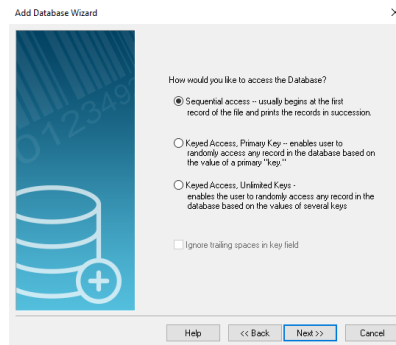 Add Database Wizard
How would you like to access the Database?
Sequential access -- usually begins at the first
record of the file and prints the records in succession.
Keyed Access, Primary Key -- enables user to
randomly access any record in the database based on
the value of a primary "key."
Keyed Access, Unlimited Keys -
enables the user to randomly access any record in the
database based on the values of several keys
Ignore trailing spaces in key field
Help
<< Back
Next >>
Cancel